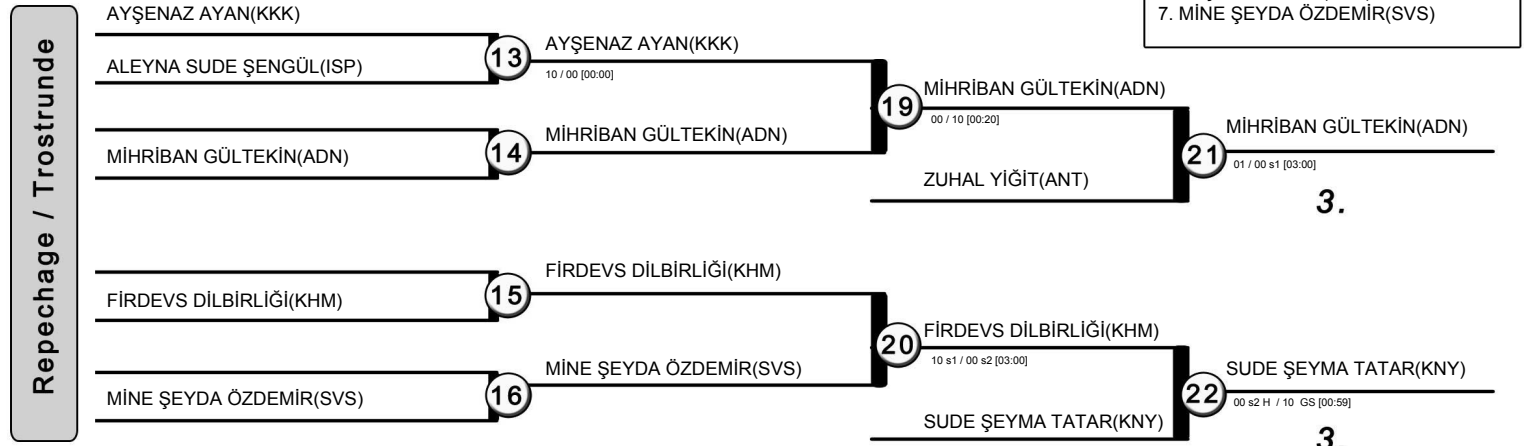 Repechage / Trostrunde
7. MİNE ŞEYDA ÖZDEMİR(SVS)
AYŞENAZ AYAN(KKK)
ALEYNA SUDE ŞENGÜL(ISP)
13
AYŞENAZ AYAN(KKK)
10 / 00 [00:00]
MİHRİBAN GÜLTEKİN(ADN)
14
MİHRİBAN GÜLTEKİN(ADN)
19
MİHRİBAN GÜLTEKİN(ADN)
00 / 10 [00:20]
ZUHAL YİĞİT(ANT)
21
MİHRİBAN GÜLTEKİN(ADN)
01 / 00 s1 [03:00]
3.
FİRDEVS DİLBİRLİĞİ(KHM)
15
FİRDEVS DİLBİRLİĞİ(KHM)
MİNE ŞEYDA ÖZDEMİR(SVS)
16
MİNE ŞEYDA ÖZDEMİR(SVS)
20
FİRDEVS DİLBİRLİĞİ(KHM)
10 s1 / 00 s2 [03:00]
SUDE ŞEYMA TATAR(KNY)
22
SUDE ŞEYMA TATAR(KNY)
00 s2 H / 10 GS [00:59]
3